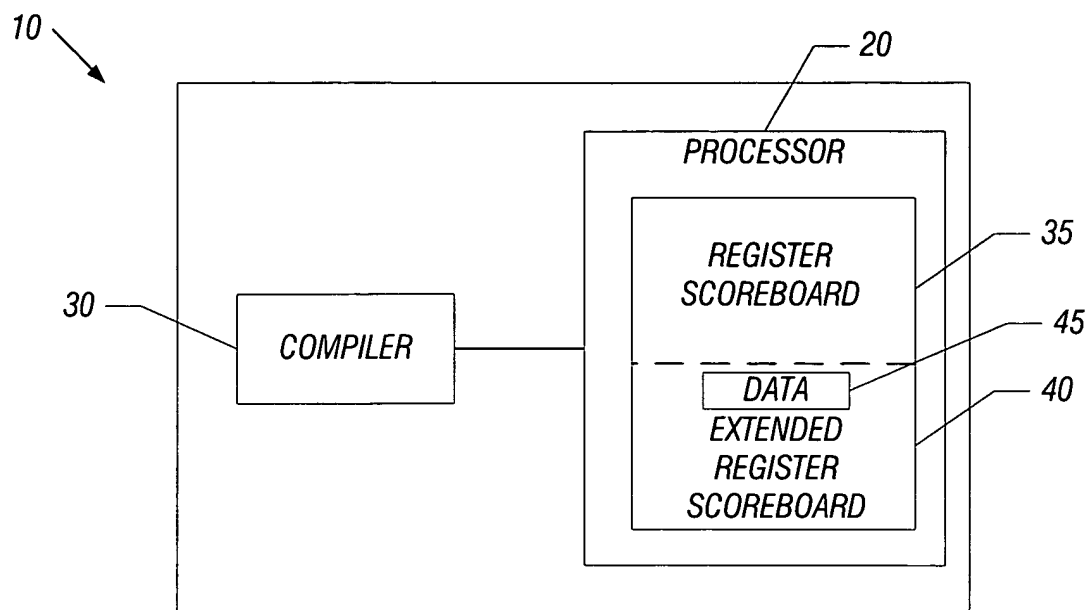 10
20
PROCESSOR
REGISTER
SCOREBOARD
35
30
COMPILER
45
DATA
40
EXTENDED
REGISTER
SCOREBOARD